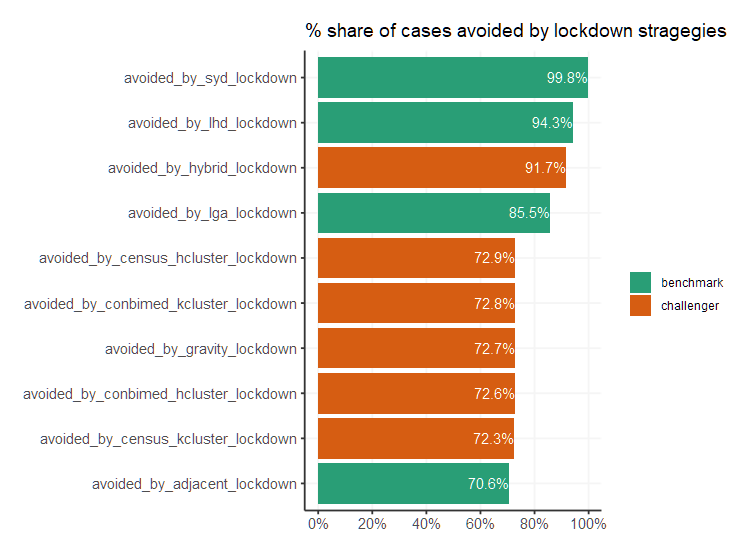 % share of cases avoided by lockdown stragegies
avoided_by_syd_lockdown 99.8%
avoided_by_lhd_lockdown 94.3%
avoided_by_hybrid_lockdown 91.7%
avoided_by_lga_lockdown 85.5%
avoided_by_census_hcluster_lockdown 72.9%
avoided_by_conbimed_kcluster_lockdown 72.8%
avoided_by_gravity_lockdown 72.7%
avoided_by_conbimed_hcluster_lockdown 72.6%
avoided_by_census_kcluster_lockdown 72.3%
avoided_by_adjacent_lockdown 70.6%
0% 20% 40% 60% 80% 100%
benchmark
challenger